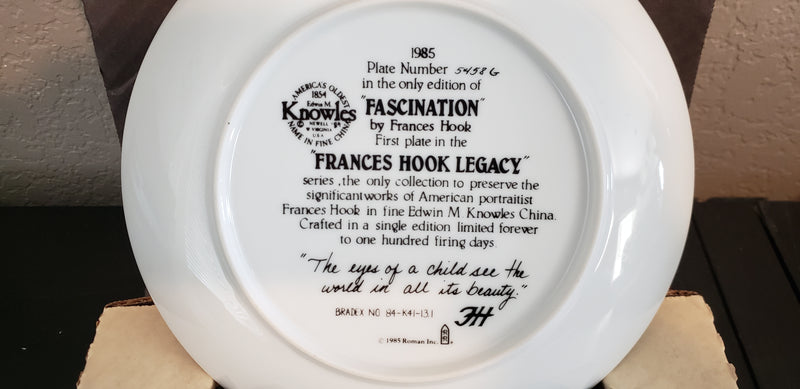 1985
Plate Number 5458G
in the only edition of
"FASCINATION"
by Frances Hook
First plate in the
"FRANCES HOOK LEGACY"
series, the only collection to preserve the
significant works of American portraitist
Frances Hook in fine Edwin M Knowles China.
Crafted in a single edition limited forever
to one hundred firing days.
"The eyes of a child see the
world in all its beauty."
BRADEX NO 84-K41-13.1
FH
© 1985 Roman Inc.
AMERICA'S OLDEST
1854
Edwin M.
Knowles
NEWELL
VIRGINIA
U.S.A.
NAME IN FINE CHINA